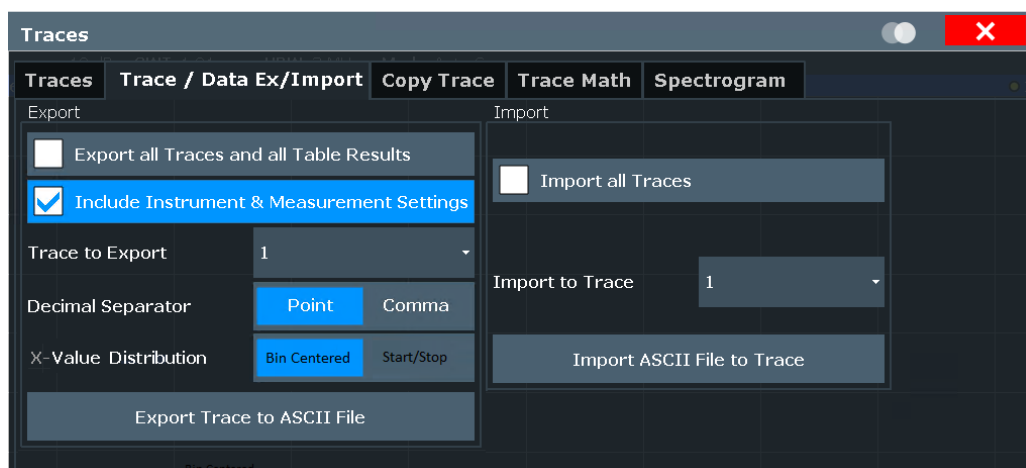 Traces
Traces
Trace / Data Ex/Import
Copy Trace
Trace Math
Spectrogram
Export
Export all Traces and all Table Results
Include Instrument & Measurement Settings
Trace to Export
1
Decimal Separator
Point
Comma
X-Value Distribution
Bin Centered
Start/Stop
Export Trace to ASCII File
Import
Import all Traces
Import to Trace
1
Import ASCII File to Trace